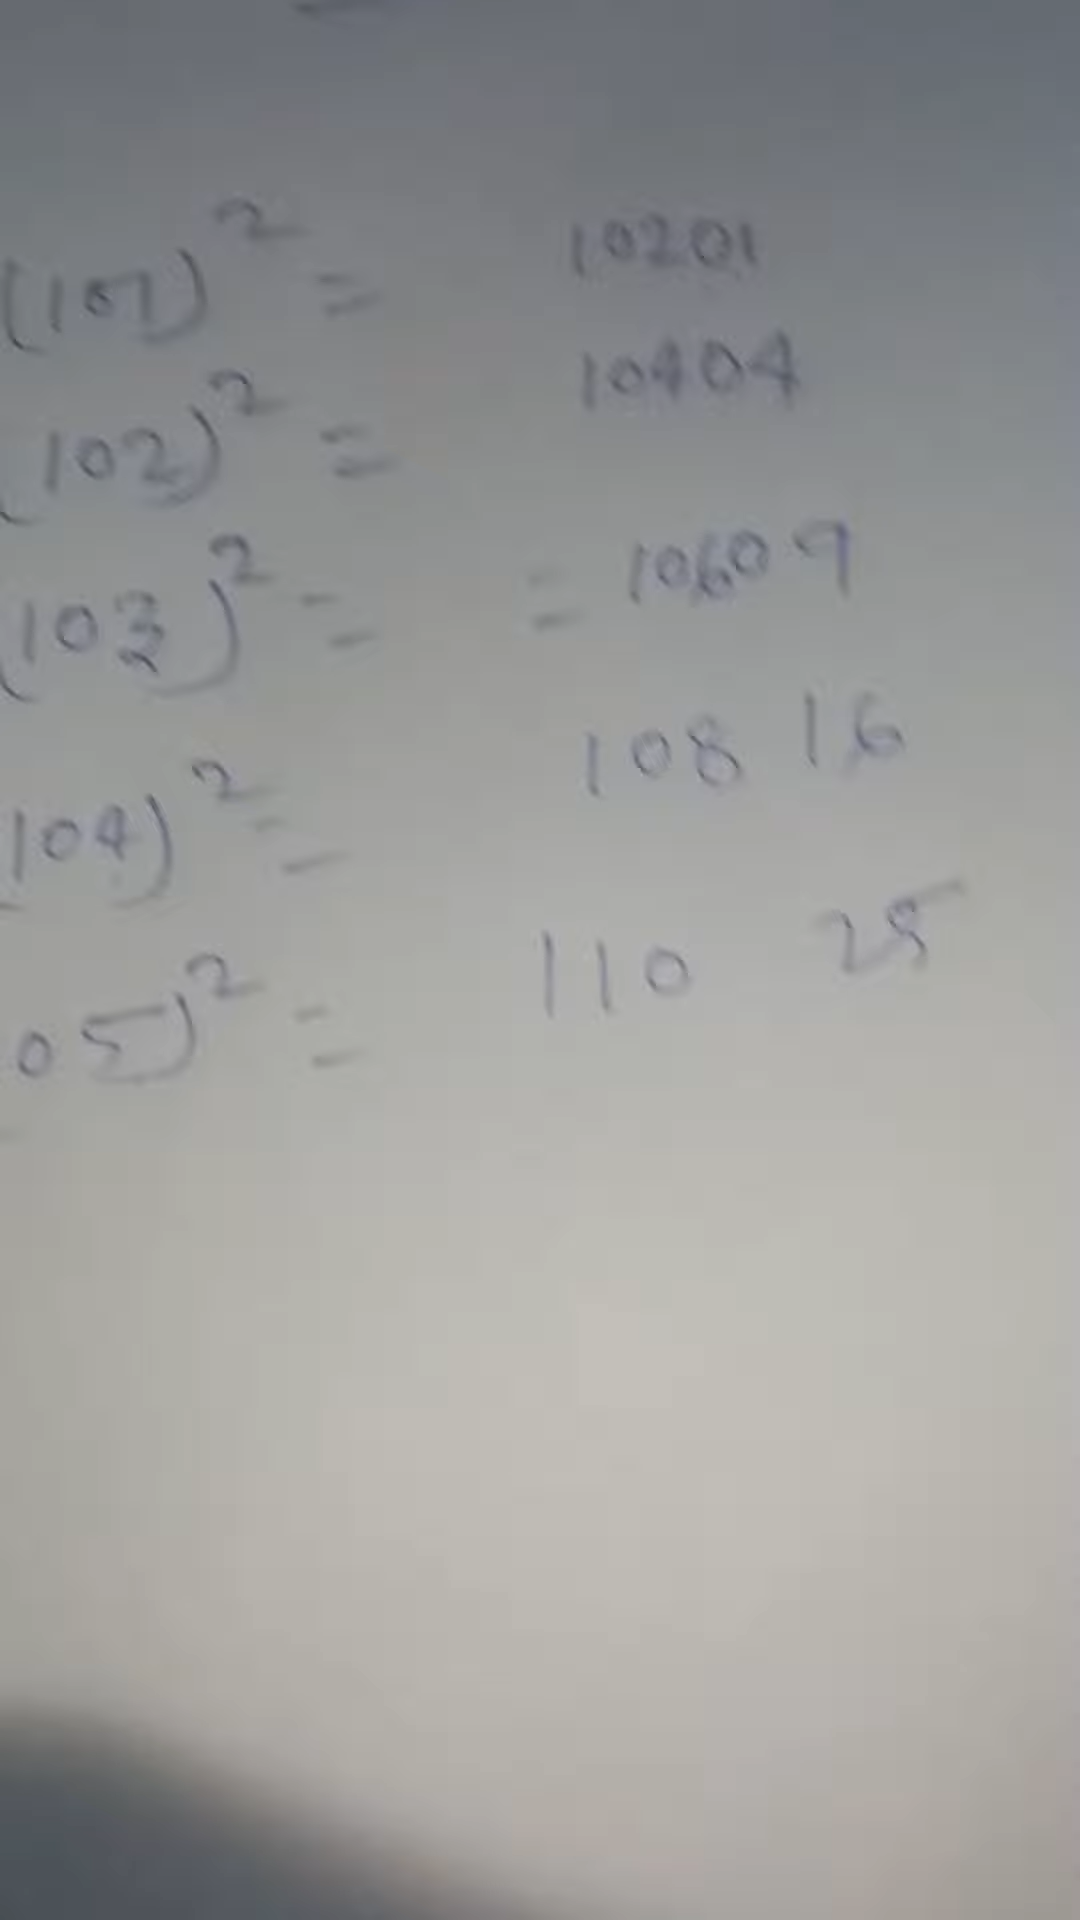 (101)² = 10201
(102)² = 10404
(103)² = = 10609
(104)² = 10816
05)² = 110 25